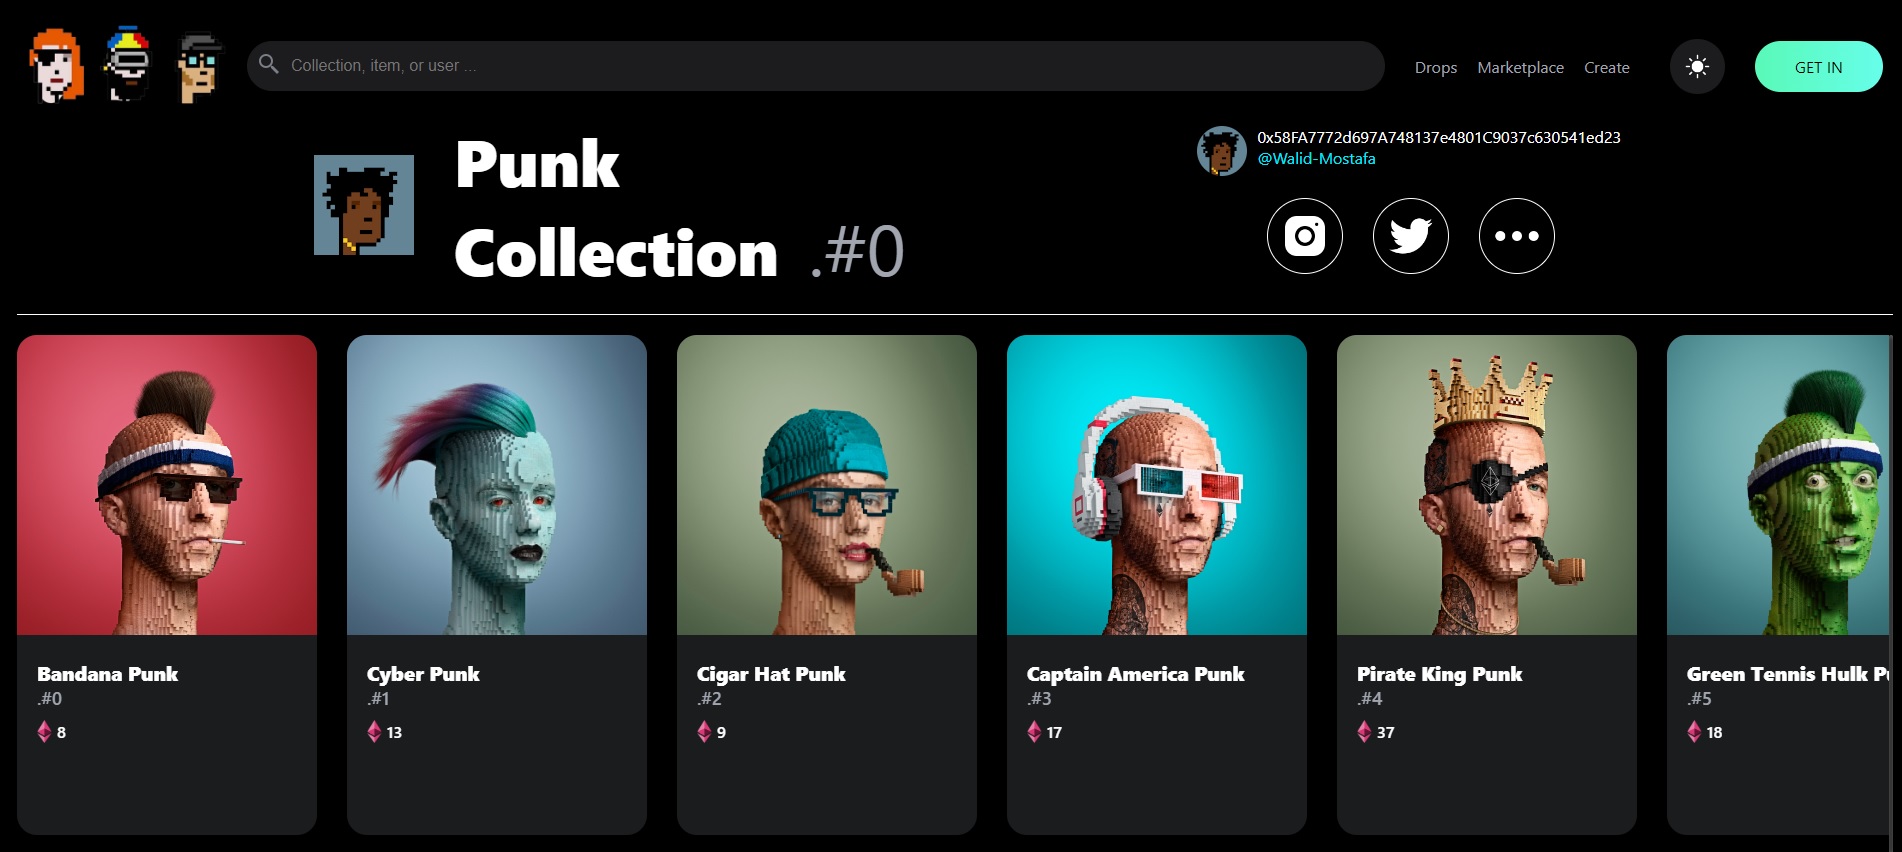 Collection, item, or user ...
Drops
Marketplace
Create
GET IN
Punk
Collection .#0
0x58FA7772d697A748137e4801C9037c630541ed23
@Walid-Mostafa
Bandana Punk
.#0
8
Cyber Punk
.#1
13
Cigar Hat Punk
.#2
9
Captain America Punk
.#3
17
Pirate King Punk
.#4
37
Green Tennis Hulk
.#5
18